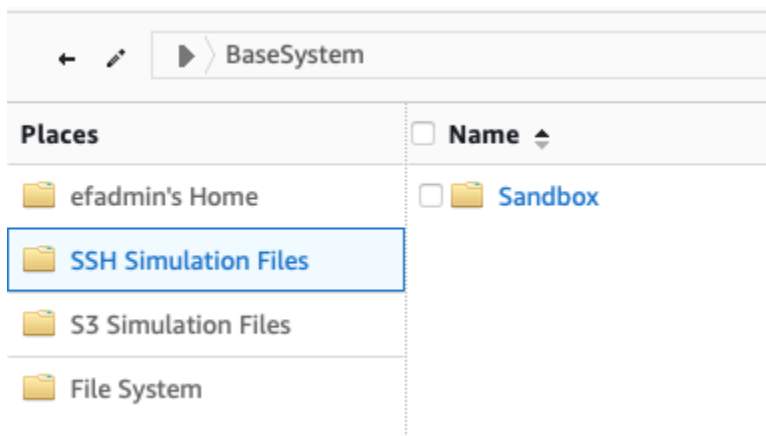 BaseSystem
Places
Name
efadmin's Home
Sandbox
SSH Simulation Files
S3 Simulation Files
File System